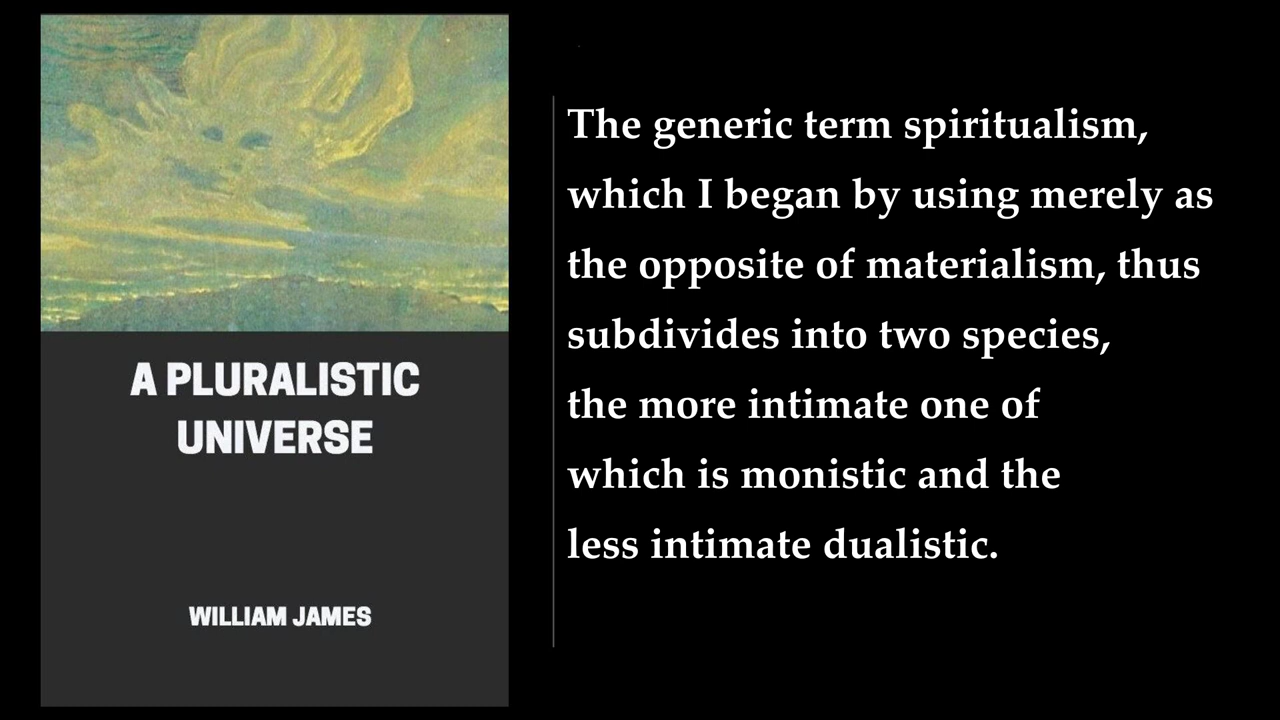 A PLURALISTIC
UNIVERSE
WILLIAM JAMES
The generic term spiritualism,
which I began by using merely as
the opposite of materialism, thus
subdivides into two species,
the more intimate one of
which is monistic and the
less intimate dualistic.